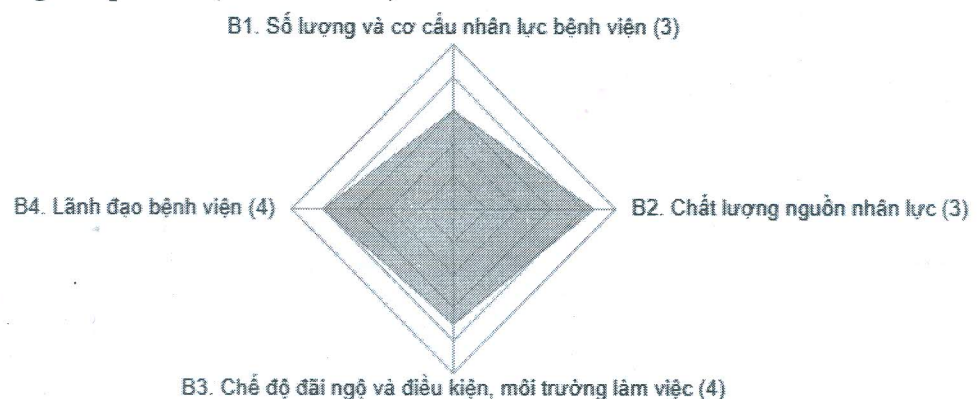 B1. Số lượng và cơ cấu nhân lực bệnh viện (3)
B4. Lãnh đạo bệnh viện (4)
B2. Chất lượng nguồn nhân lực (3)
B3. Chế độ đãi ngộ và điều kiện, môi trường làm việc (4)